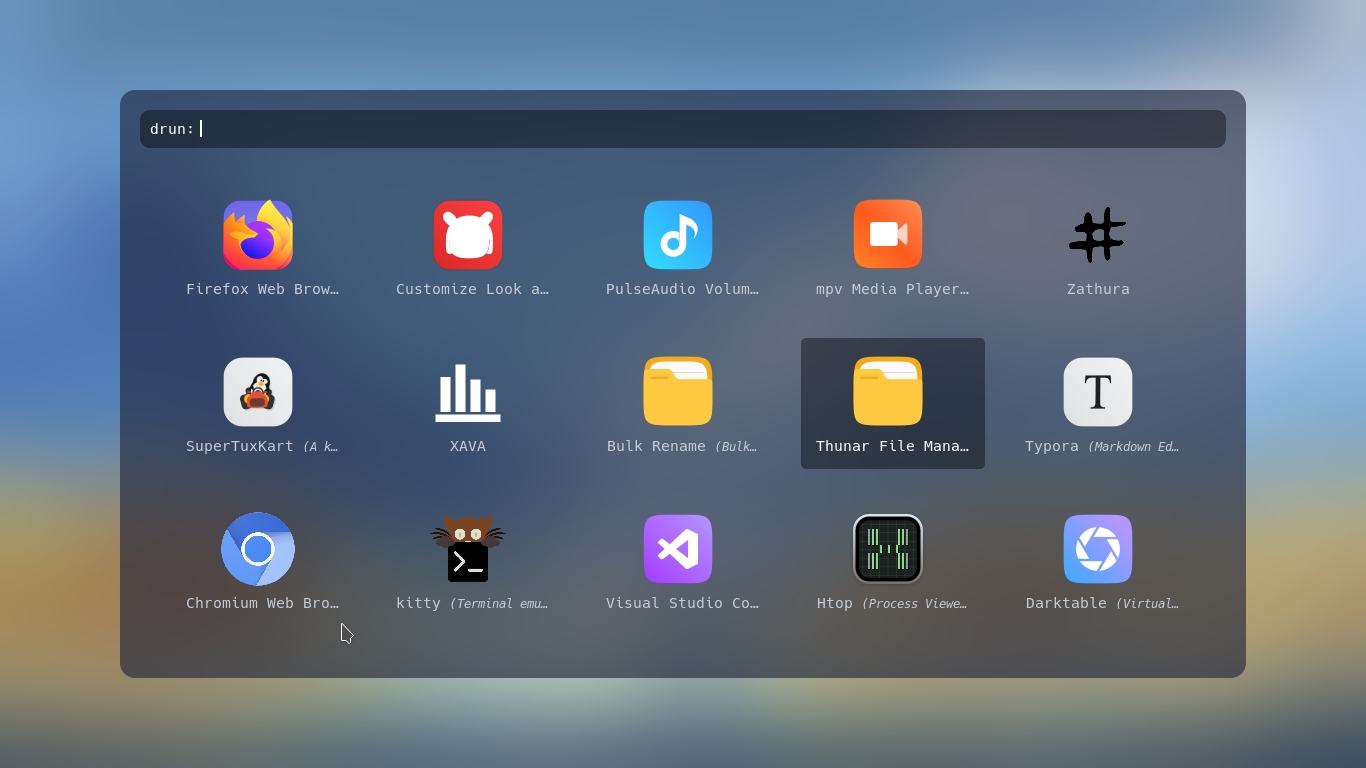 drun:
Firefox Web Brow…
Customize Look a…
PulseAudio Volum…
mpv Media Player…
Zathura
SuperTuxKart (A k…
XAVA
Bulk Rename (Bulk…
Thunar File Mana…
T
Typora (Markdown Ed…
Chromium Web Bro…
>_
kitty (Terminal emu…
Visual Studio Co…
H
Htop (Process Viewe…
Darktable (Virtual…